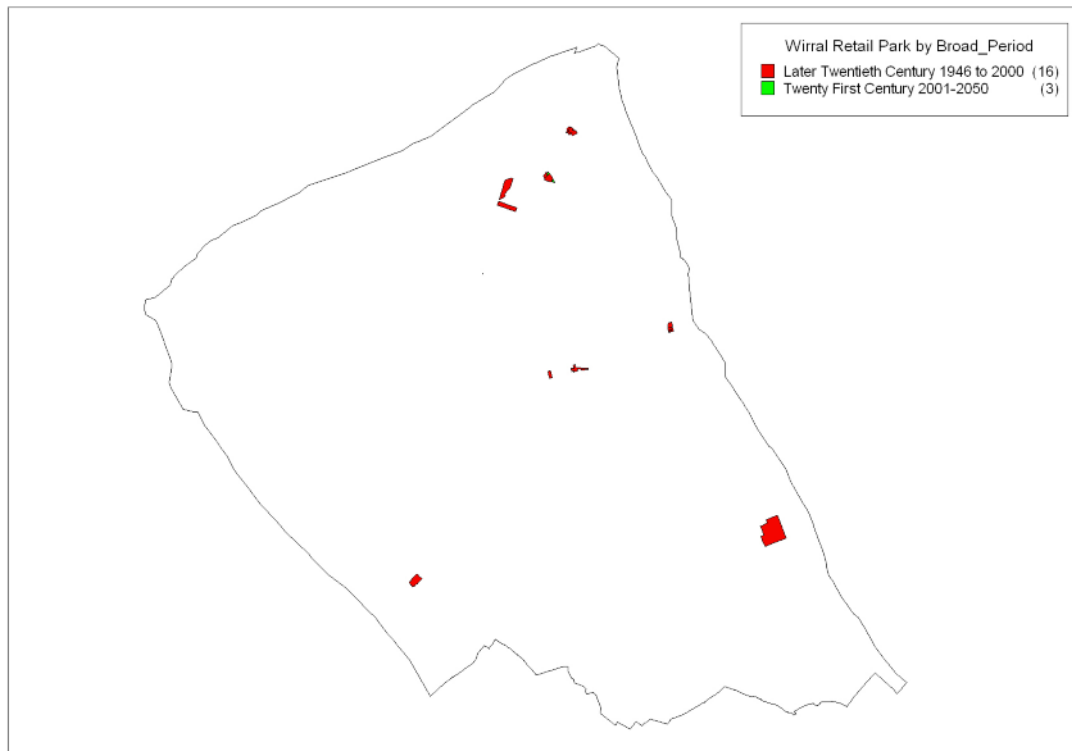 Wirral Retail Park by Broad_Period
Later Twentieth Century 1946 to 2000 (16)
Twenty First Century 2001-2050 (3)